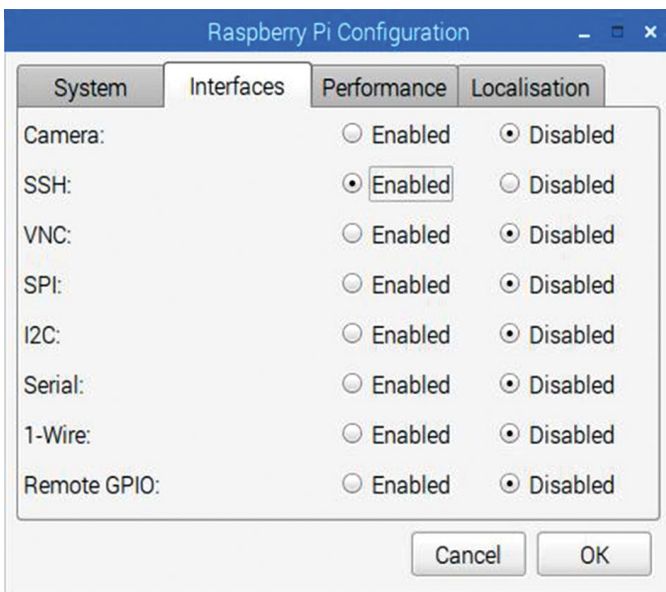 Raspberry Pi Configuration
System Interfaces Performance Localisation
Camera: Enabled Disabled
SSH: Enabled Disabled
VNC: Enabled Disabled
SPI: Enabled Disabled
I2C: Enabled Disabled
Serial: Enabled Disabled
1-Wire: Enabled Disabled
Remote GPIO: Enabled Disabled
Cancel OK